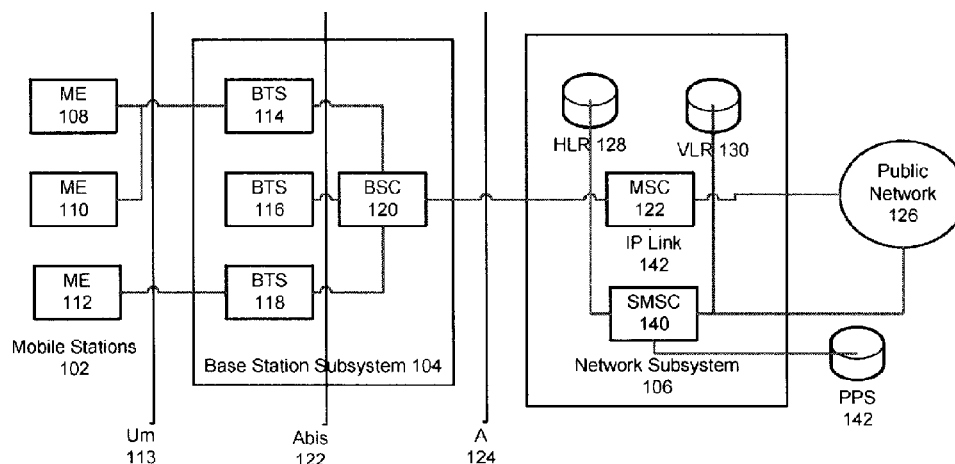 ME
108
ME
110
ME
112
Mobile Stations
102
BTS
114
BTS
116
BTS
118
BSC
120
Base Station Subsystem 104
HLR 128
VLR 130
MSC
122
IP Link
142
SMSC
140
Network Subsystem
106
Public
Network
126
PPS
142
Um
113
Abis
122
A
124